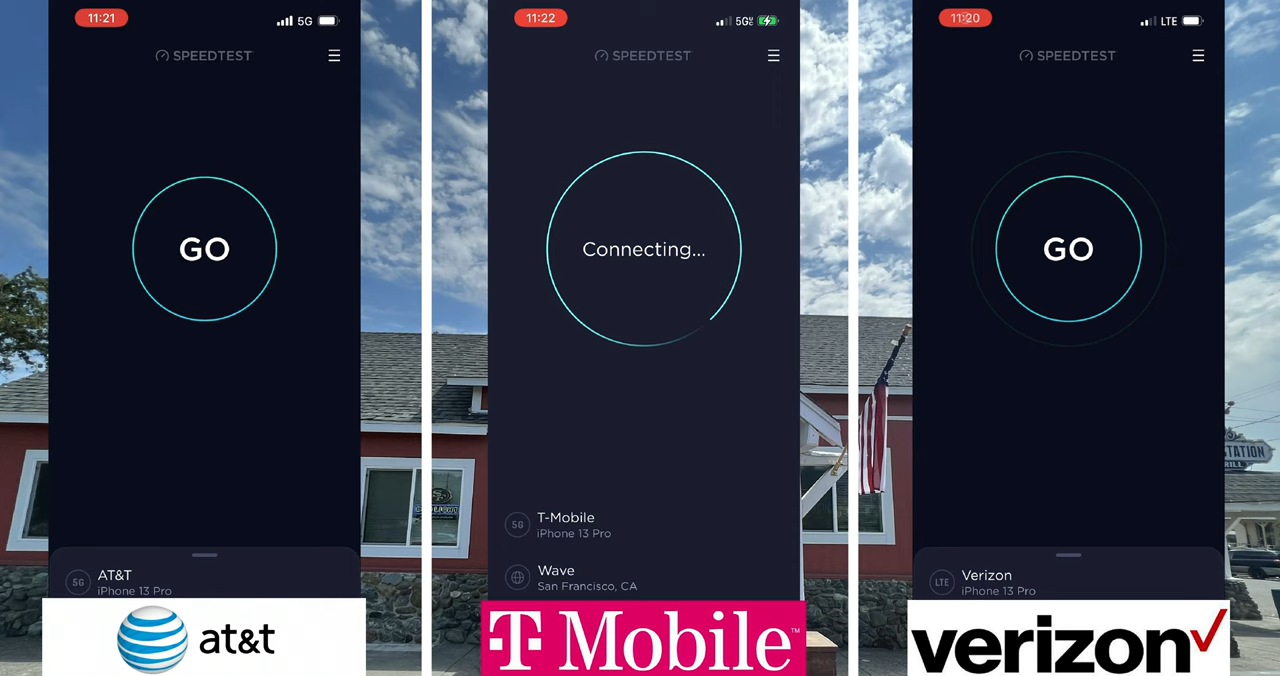 11:21
5G
SPEEDTEST
GO
5G
AT&T
iPhone 13 Pro
at&t
11:22
SPEEDTEST
Connecting...
5G
T-Mobile
iPhone 13 Pro
Wave
San Francisco, CA
T Mobile
TM
11:20
LTE
SPEEDTEST
GO
LTE
Verizon
iPhone 13 Pro
verizon
STATION